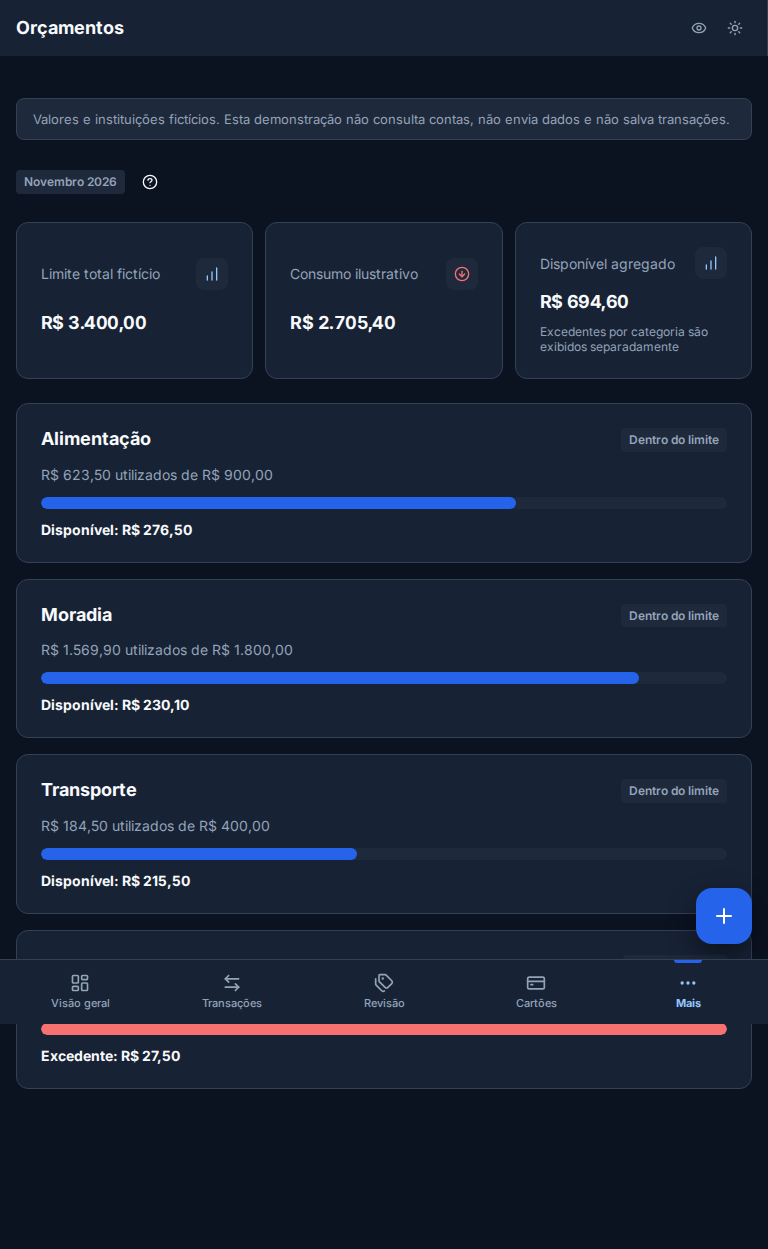 Orçamentos
Valores e instituições fictícios. Esta demonstração não consulta contas, não envia dados e não salva transações.
Novembro 2026
Limite total fictício
R$ 3.400,00
Consumo ilustrativo
R$ 2.705,40
Disponível agregado
R$ 694,60
Excedentes por categoria são
exibidos separadamente
Alimentação
Dentro do limite
R$ 623,50 utilizados de R$ 900,00
Disponível: R$ 276,50
Moradia
Dentro do limite
R$ 1.569,90 utilizados de R$ 1.800,00
Disponível: R$ 230,10
Transporte
Dentro do limite
R$ 184,50 utilizados de R$ 400,00
Disponível: R$ 215,50
Visão geral
Transações
Revisão
Cartões
Mais
Excedente: R$ 27,50